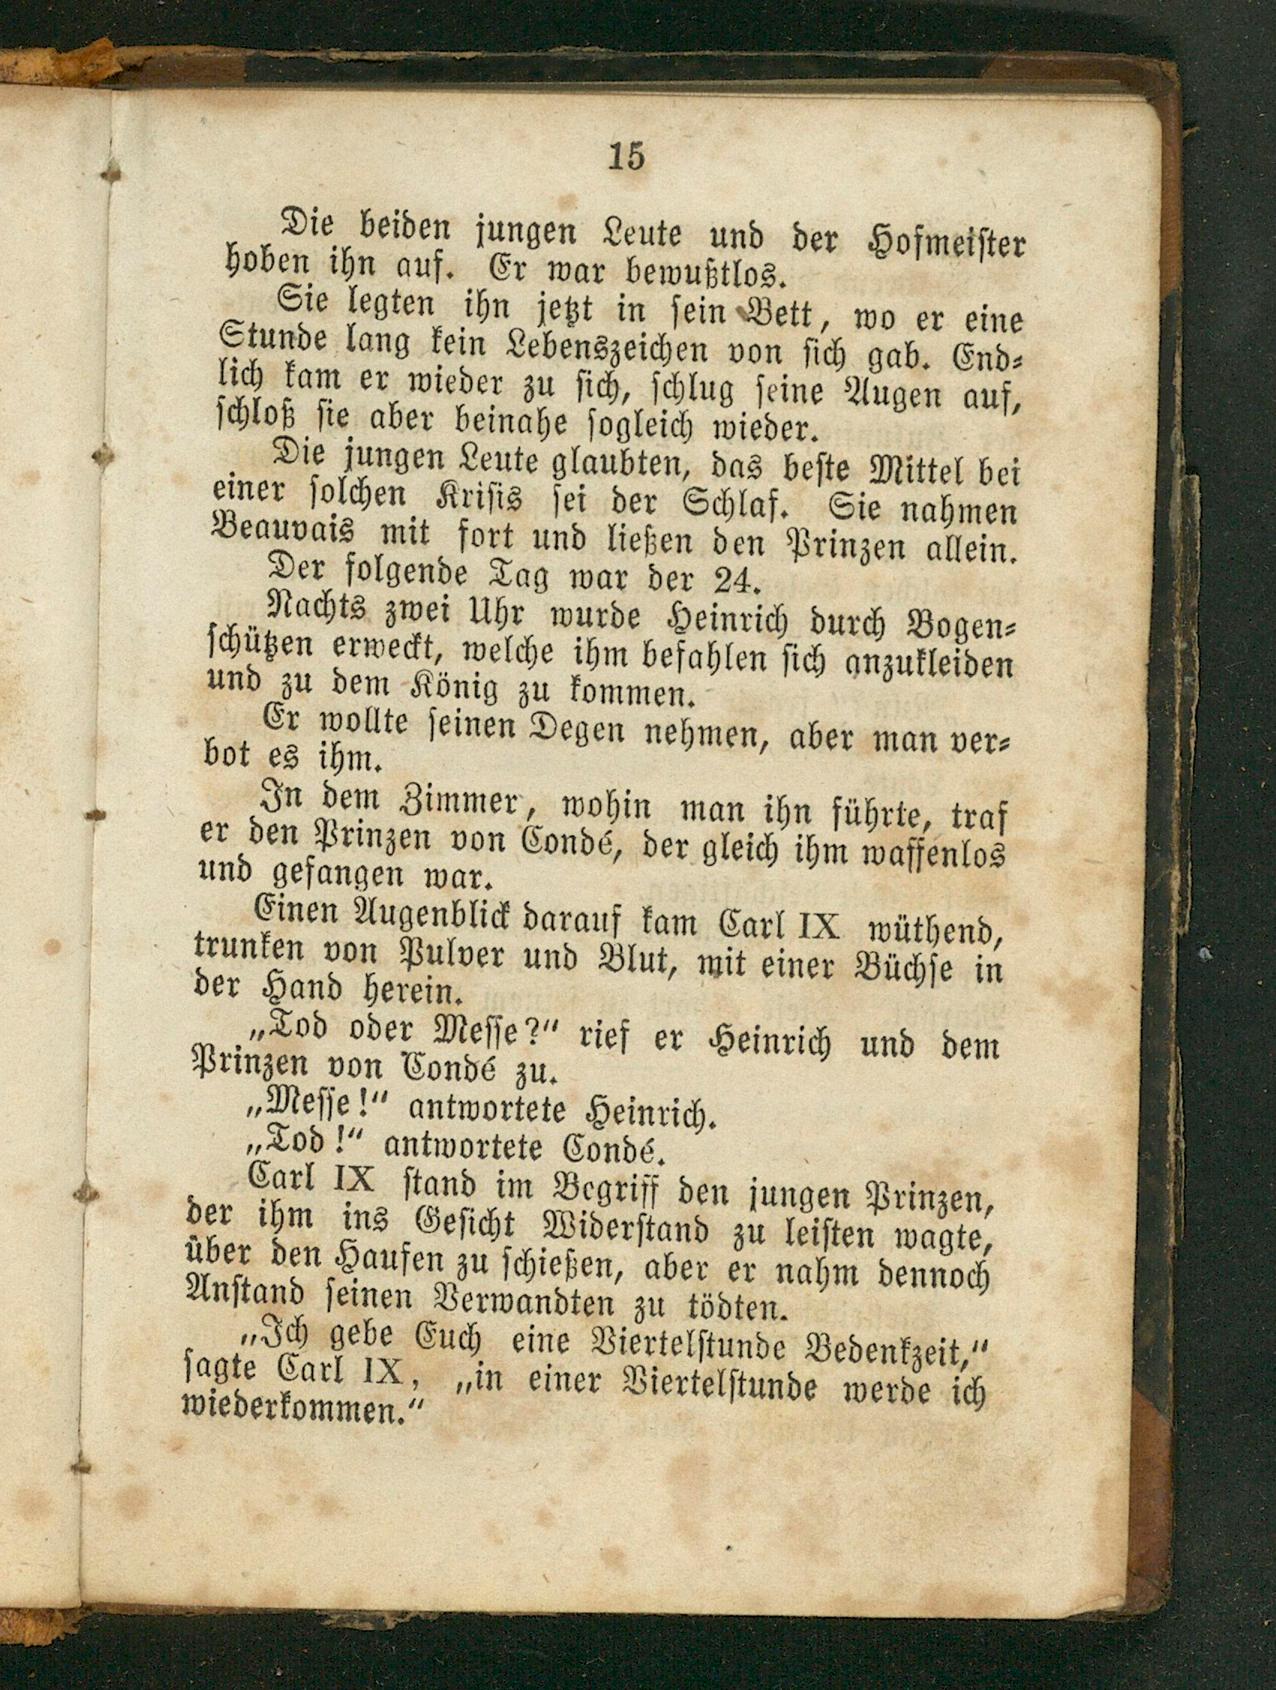 15
Die beiden jungen Leute und der Hofmeister
hoben ihn auf. Er war bewußtlos.
Sie legten ihn jetzt in sein Bett, wo er eine
Stunde lang kein Lebenszeichen von sich gab. End-
lich kam er wieder zu sich, schlug seine Augen auf,
schloß sie aber beinahe sogleich wieder.
Die jungen Leute glaubten, das beste Mittel bei
einer solchen Krisis sei der Schlaf. Sie nahmen
Beauvais mit fort und ließen den Prinzen allein.
Der folgende Tag war der 24.
Nachts zwei Uhr wurde Heinrich durch Bogen-
schützen erweckt, welche ihm befahlen sich anzukleiden
und zu dem König zu kommen.
Er wollte seinen Degen nehmen, aber man ver-
bot es ihm.
In dem Zimmer, wohin man ihn führte, traf
er den Prinzen von Condé, der gleich ihm waffenlos
und gefangen war.
Einen Augenblick darauf kam Carl IX wüthend,
trunken von Pulver und Blut, mit einer Büchse in
der Hand herein.
„Tod oder Messe?“ rief er Heinrich und dem
Prinzen von Condé zu.
„Messe!“ antwortete Heinrich.
„Tod!“ antwortete Condé.
Carl IX stand im Begriff den jungen Prinzen,
der ihm ins Gesicht Widerstand zu leisten wagte,
über den Haufen zu schießen, aber er nahm dennoch
Anstand seinen Verwandten zu tödten.
„Ich gebe Euch eine Viertelstunde Bedenkzeit,“
sagte Carl IX, „in einer Viertelstunde werde ich
wiederkommen.“